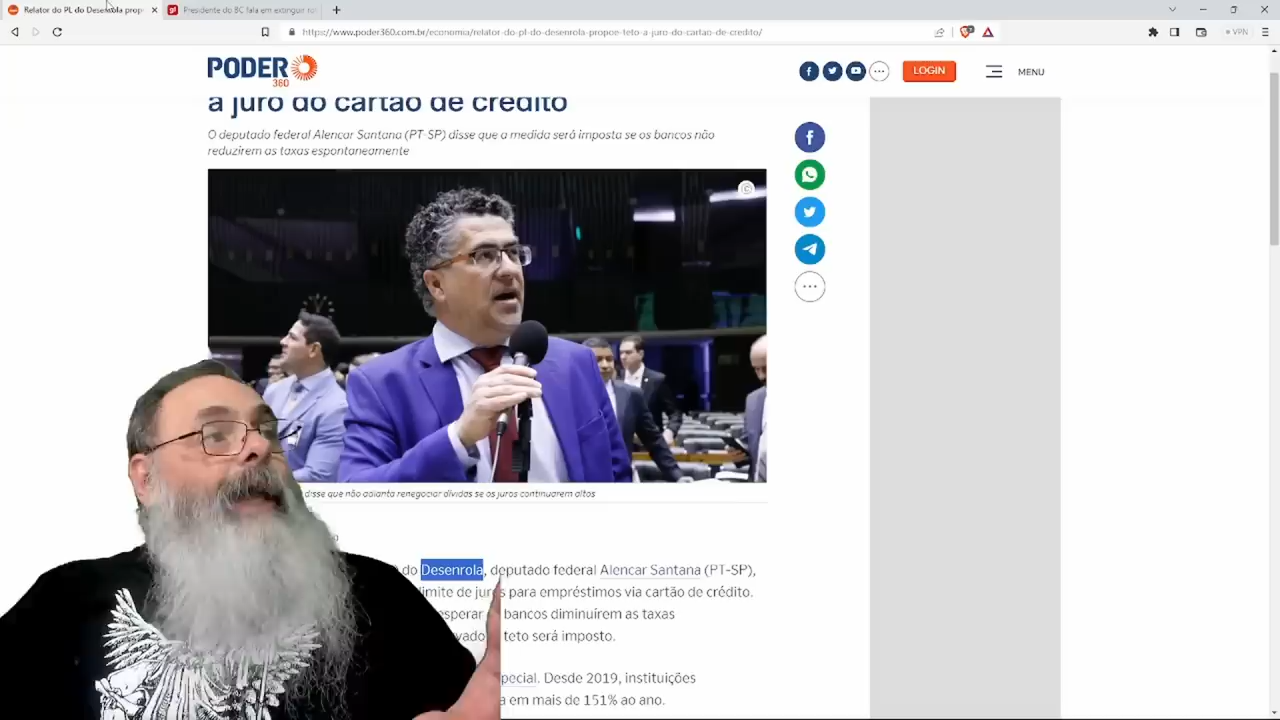 Relator do PL do Desenrola prop
Presidente do BC fala em extinguir ro
https://www.poder360.com.br/economia/relator-do-pl-do-desenrola-propoe-teto-a-juro-do-cartao-de-credito/
VPN
PODER
360
LOGIN
MENU
a juro do cartão de crédito
O deputado federal Alencar Santana (PT-SP) disse que a medida será imposta se os bancos não
reduzirem as taxas espontaneamente
©
disse que não adianta renegociar dívidas se os juros continuarem altos
do Desenrola, deputado federal Alencar Santana (PT-SP),
limite de juros para empréstimos via cartão de crédito.
esperar bancos diminuírem as taxas
teto será imposto.
pecial. Desde 2019, instituições
a em mais de 151% ao ano.